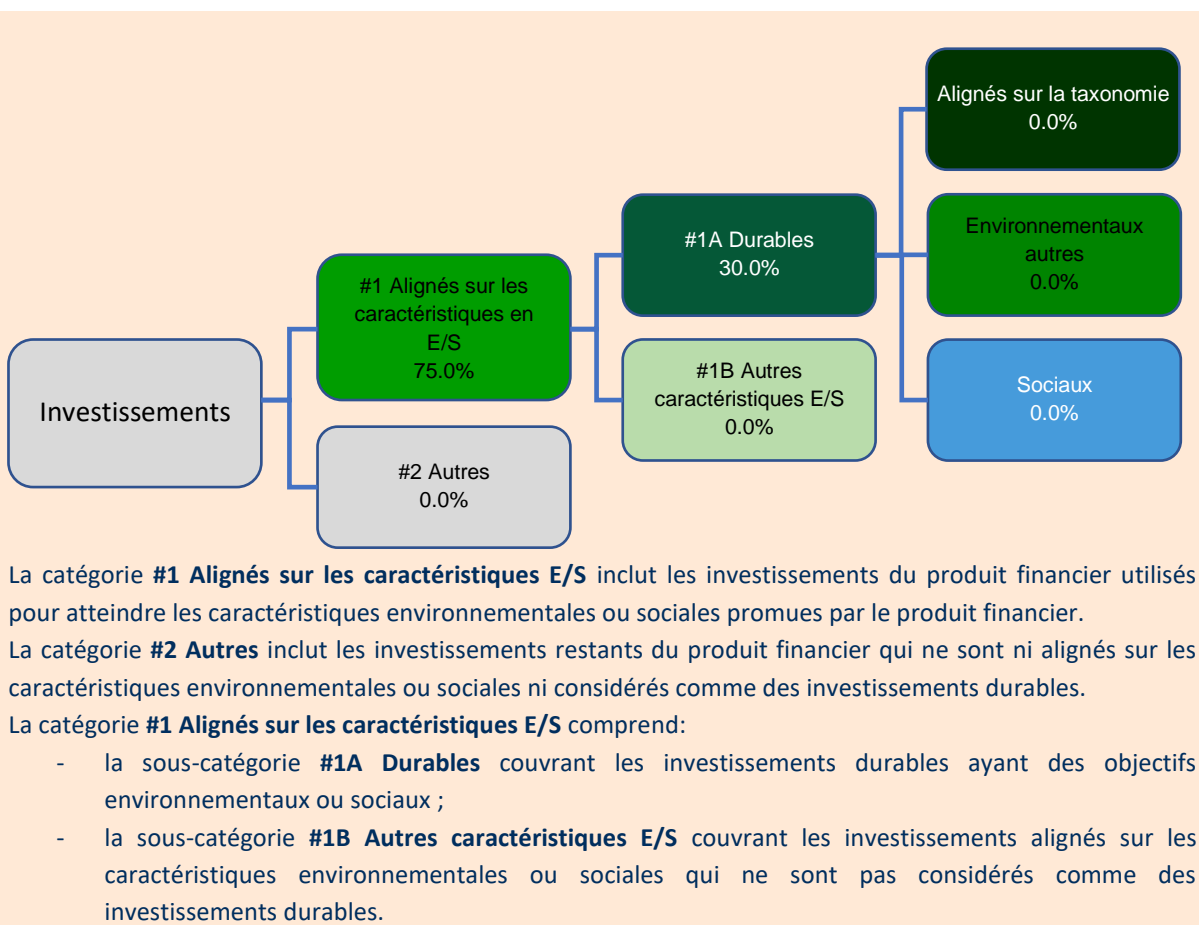 Alignés sur la taxonomie
0.0%
#1A Durables
30.0%
Environnementaux
autres
0.0%
#1 Alignés sur les
caractéristiques en
E/S
75.0%
Investissements
#1B Autres
caractéristiques E/S
0.0%
Sociaux
0.0%
#2 Autres
0.0%
La catégorie #1 Alignés sur les caractéristiques E/S inclut les investissements du produit financier utilisés
pour atteindre les caractéristiques environnementales ou sociales promues par le produit financier.
La catégorie #2 Autres inclut les investissements restants du produit financier qui ne sont ni alignés sur les
caractéristiques environnementales ou sociales ni considérés comme des investissements durables.
La catégorie #1 Alignés sur les caractéristiques E/S comprend:
- la sous-catégorie #1A Durables couvrant les investissements durables ayant des objectifs
environnementaux ou sociaux ;
- la sous-catégorie #1B Autres caractéristiques E/S couvrant les investissements alignés sur les
caractéristiques environnementales ou sociales qui ne sont pas considérés comme des
investissements durables.